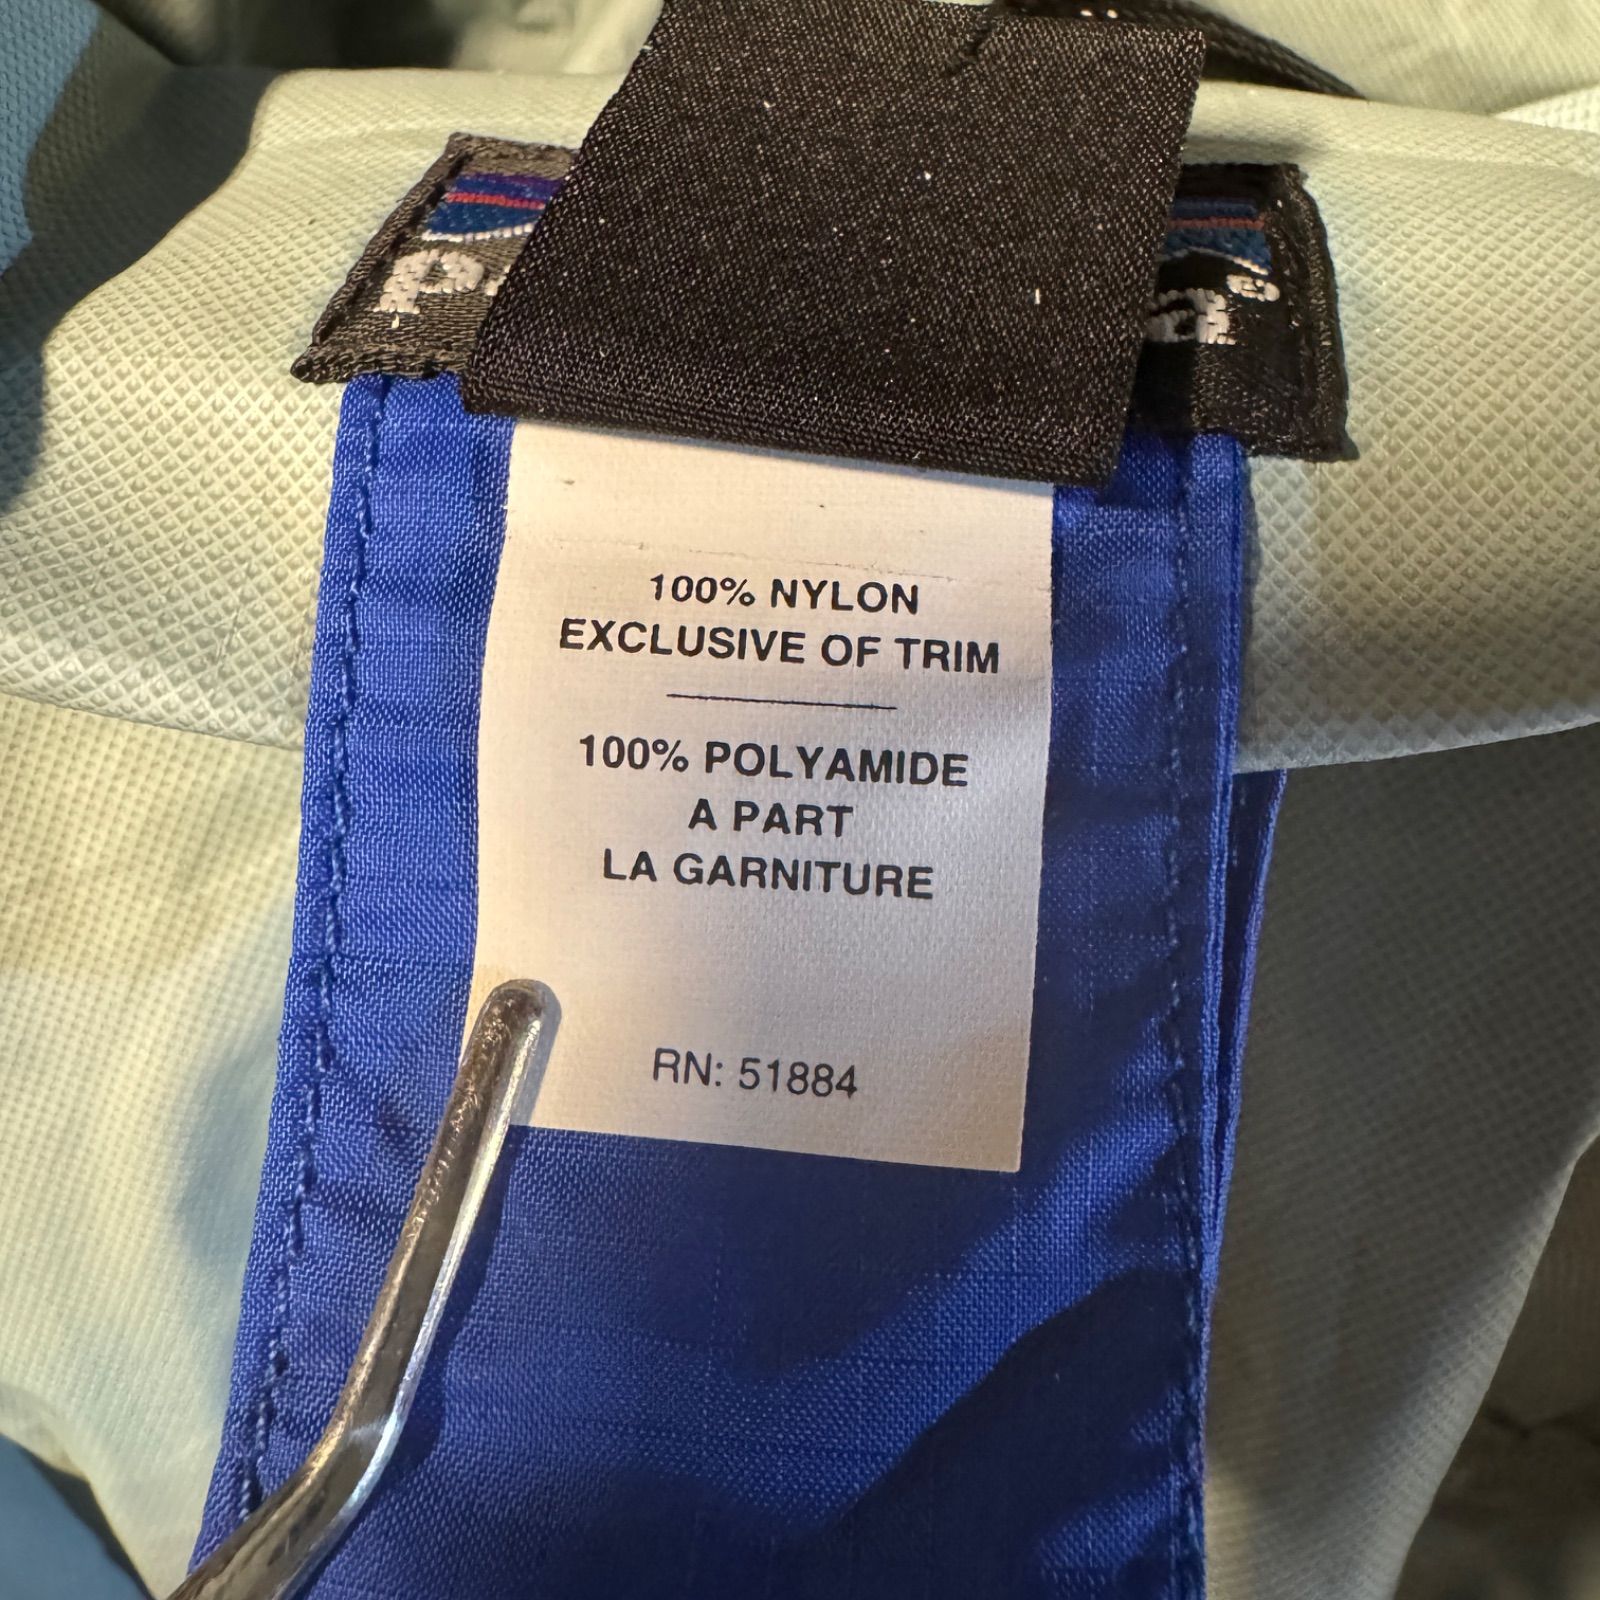 100% NYLON
EXCLUSIVE OF TRIM
100% POLYAMIDE
A PART
LA GARNITURE
RN: 51884